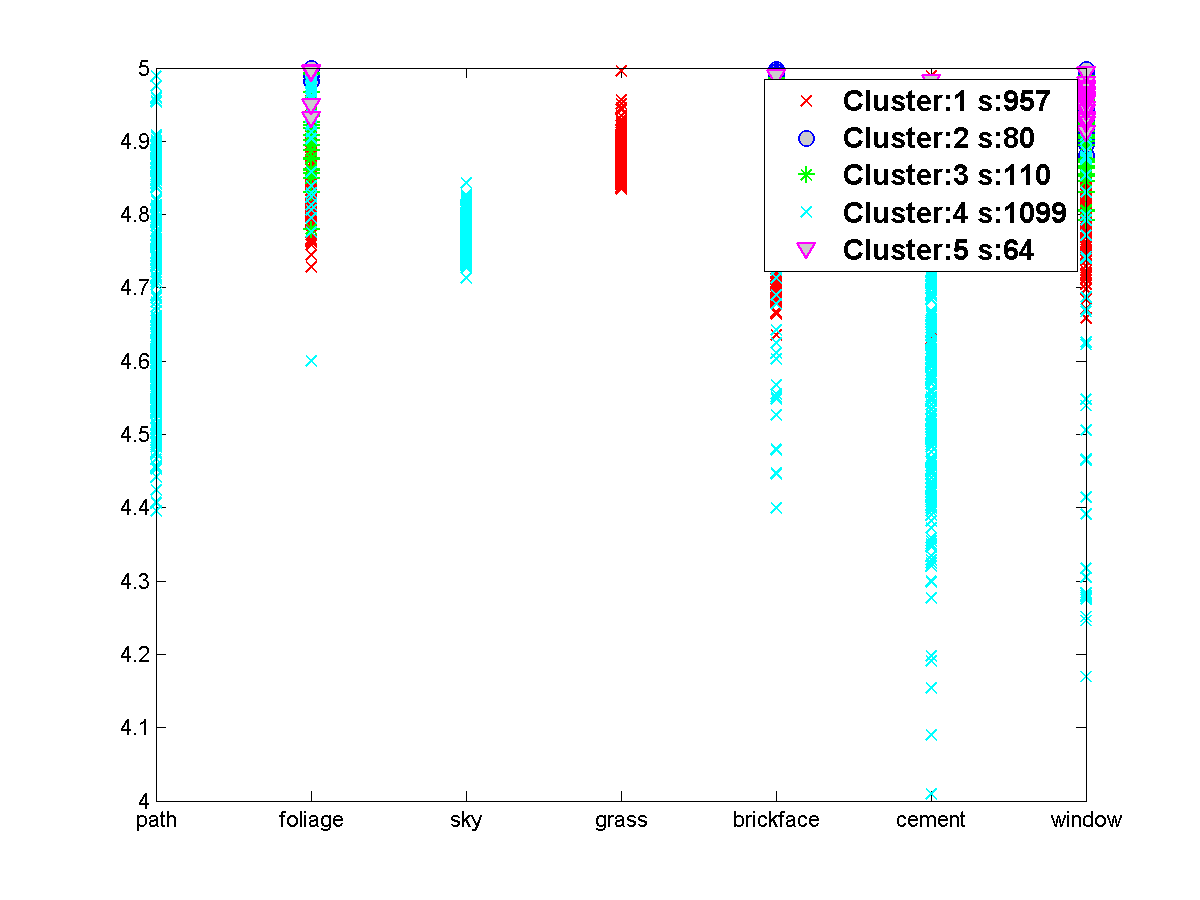 5
4.9
4.8
4.7
4.6
4.5
4.4
4.3
4.2
4.1
4
path foliage sky grass brickface cement window
Cluster:1 s:957
Cluster:2 s:80
Cluster:3 s:110
Cluster:4 s:1099
Cluster:5 s:64